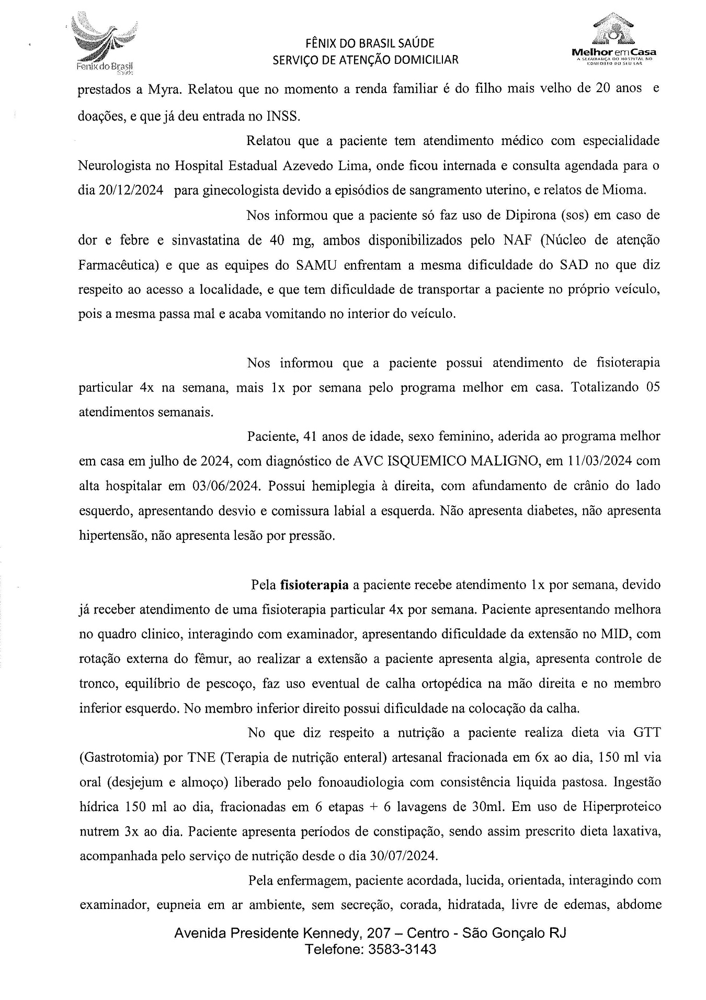 FÊNIX DO BRASIL SAÚDE
SERVIÇO DE ATENÇÃO DOMICILIAR
Fenix do Brasil
Saúde
Melhor em Casa
A SEGURANÇA DO HOSPITAL NO
CONFORTO DO SEU LAR
prestados a Myra. Relatou que no momento a renda familiar é do filho mais velho de 20 anos e
doações, e que já deu entrada no INSS.
Relatou que a paciente tem atendimento médico com especialidade
Neurologista no Hospital Estadual Azevedo Lima, onde ficou internada e consulta agendada para o
dia 20/12/2024 para ginecologista devido a episódios de sangramento uterino, e relatos de Mioma.
Nos informou que a paciente só faz uso de Dipirona (sos) em caso de
dor e febre e sinvastatina de 40 mg, ambos disponibilizados pelo NAF (Núcleo de atenção
Farmacêutica) e que as equipes do SAMU enfrentam a mesma dificuldade do SAD no que diz
respeito ao acesso a localidade, e que tem dificuldade de transportar a paciente no próprio veículo,
pois a mesma passa mal e acaba vomitando no interior do veículo.
Nos informou que a paciente possui atendimento de fisioterapia
particular 4x na semana, mais 1x por semana pelo programa melhor em casa. Totalizando 05
atendimentos semanais.
Paciente, 41 anos de idade, sexo feminino, aderida ao programa melhor
em casa em julho de 2024, com diagnóstico de AVC ISQUEMICO MALIGNO, em 11/03/2024 com
alta hospitalar em 03/06/2024. Possui hemiplegia à direita, com afundamento de crânio do lado
esquerdo, apresentando desvio e comissura labial a esquerda. Não apresenta diabetes, não apresenta
hipertensão, não apresenta lesão por pressão.
Pela fisioterapia a paciente recebe atendimento 1x por semana, devido
já receber atendimento de uma fisioterapia particular 4x por semana. Paciente apresentando melhora
no quadro clinico, interagindo com examinador, apresentando dificuldade da extensão no MID, com
rotação externa do fêmur, ao realizar a extensão a paciente apresenta algia, apresenta controle de
tronco, equilíbrio de pescoço, faz uso eventual de calha ortopédica na mão direita e no membro
inferior esquerdo. No membro inferior direito possui dificuldade na colocação da calha.
No que diz respeito a nutrição a paciente realiza dieta via GTT
(Gastrotomia) por TNE (Terapia de nutrição enteral) artesanal fracionada em 6x ao dia, 150 ml via
oral (desjejum e almoço) liberado pelo fonoaudiologia com consistência liquida pastosa. Ingestão
hídrica 150 ml ao dia, fracionadas em 6 etapas + 6 lavagens de 30ml. Em uso de Hiperproteico
nutrem 3x ao dia. Paciente apresenta períodos de constipação, sendo assim prescrito dieta laxativa,
acompanhada pelo serviço de nutrição desde o dia 30/07/2024.
Pela enfermagem, paciente acordada, lucida, orientada, interagindo com
examinador, eupneia em ar ambiente, sem secreção, corada, hidratada, livre de edemas, abdome
Avenida Presidente Kennedy, 207 – Centro - São Gonçalo RJ
Telefone: 3583-3143